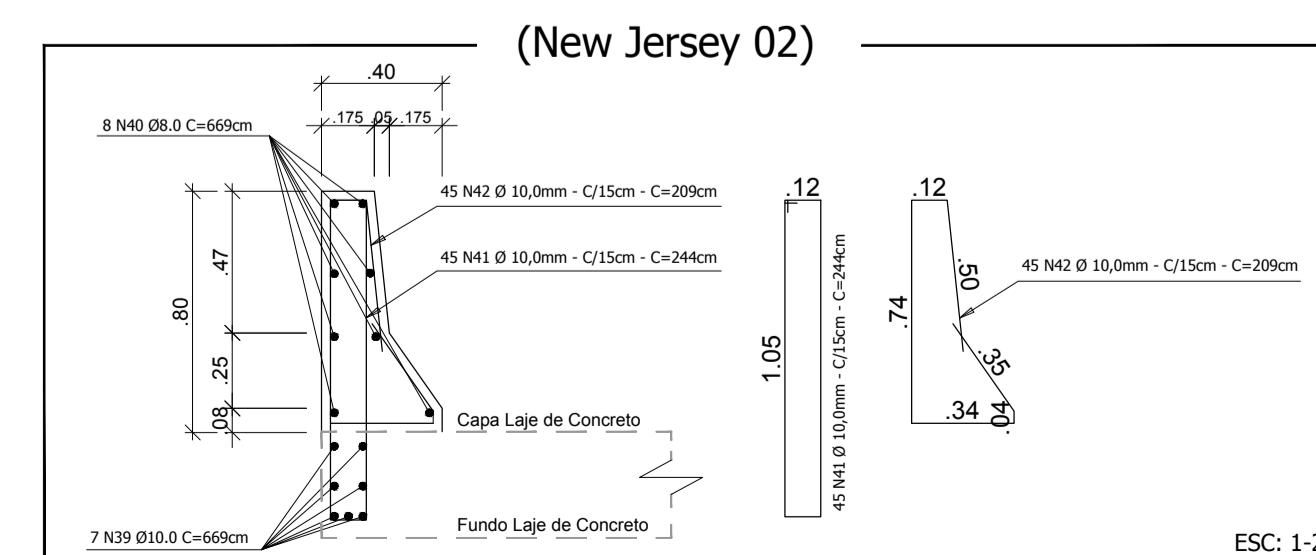 (New Jersey 02)
.40
.175 .05 .175
8 N40 Ø8.0 C=669cm
45 N42 Ø 10,0mm - C/15cm - C=209cm
45 N41 Ø 10,0mm - C/15cm - C=244cm
.80
.47
.25
.08
Capa Laje de Concreto
Fundo Laje de Concreto
7 N39 Ø10.0 C=669cm
.12
1.05
45 N41 Ø 10,0mm - C/15cm - C=244cm
.12
.74
.50
.35
.34
.04
45 N42 Ø 10,0mm - C/15cm - C=209cm
ESC: 1-2